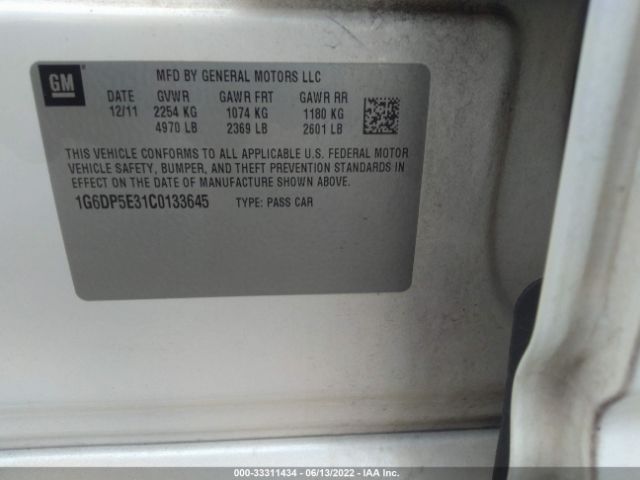 GM
MFD BY GENERAL MOTORS LLC
DATE GVWR GAWR FRT GAWR RR
12/11 2254 KG 1074 KG 1180 KG
4970 LB 2369 LB 2601 LB
THIS VEHICLE CONFORMS TO ALL APPLICABLE U.S. FEDERAL MOTOR
VEHICLE SAFETY, BUMPER, AND THEFT PREVENTION STANDARDS IN
EFFECT ON THE DATE OF MANUFACTURE SHOWN ABOVE.
1G6DP5E31C0133645 TYPE: PASS CAR
000-33311434 - 06/13/2022 - IAA Inc.